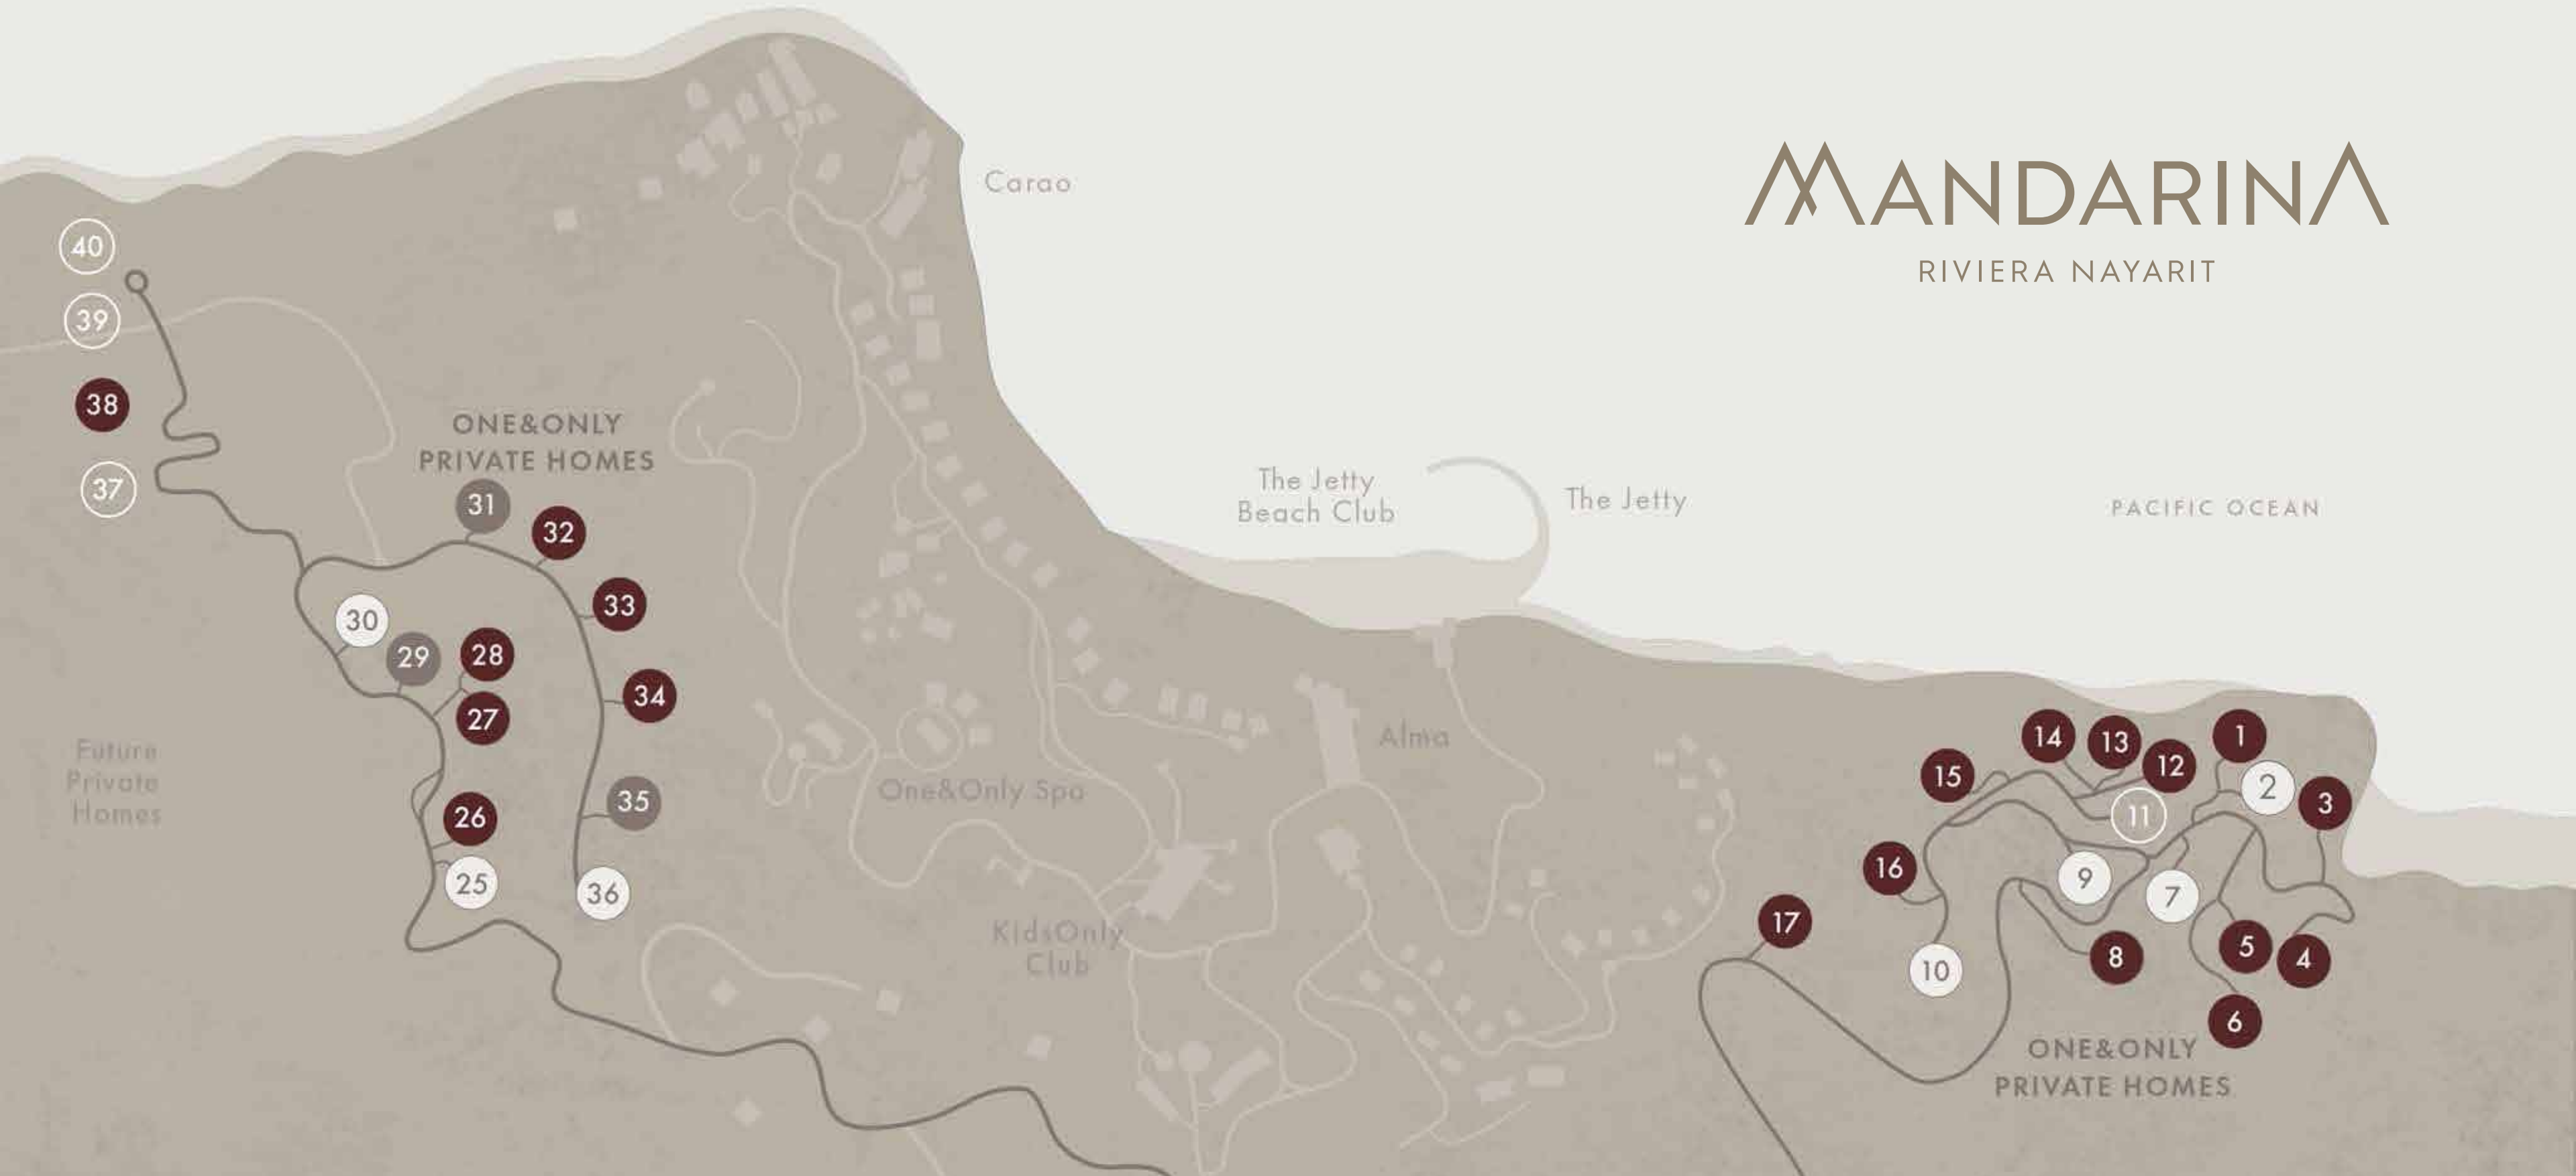 MANDARINA
RIVIERA NAYARIT
Carao
40
39
38
37
ONE&ONLY
PRIVATE HOMES
31
32
33
34
35
36
30
29
28
27
26
25
Future
Private
Homes
The Jetty
Beach Club
The Jetty
PACIFIC OCEAN
One&Only Spa
Alma
KidsOnly
Club
14
13
12
1
2
3
15
11
16
9
7
17
10
8
5
4
6
ONE&ONLY
PRIVATE HOMES